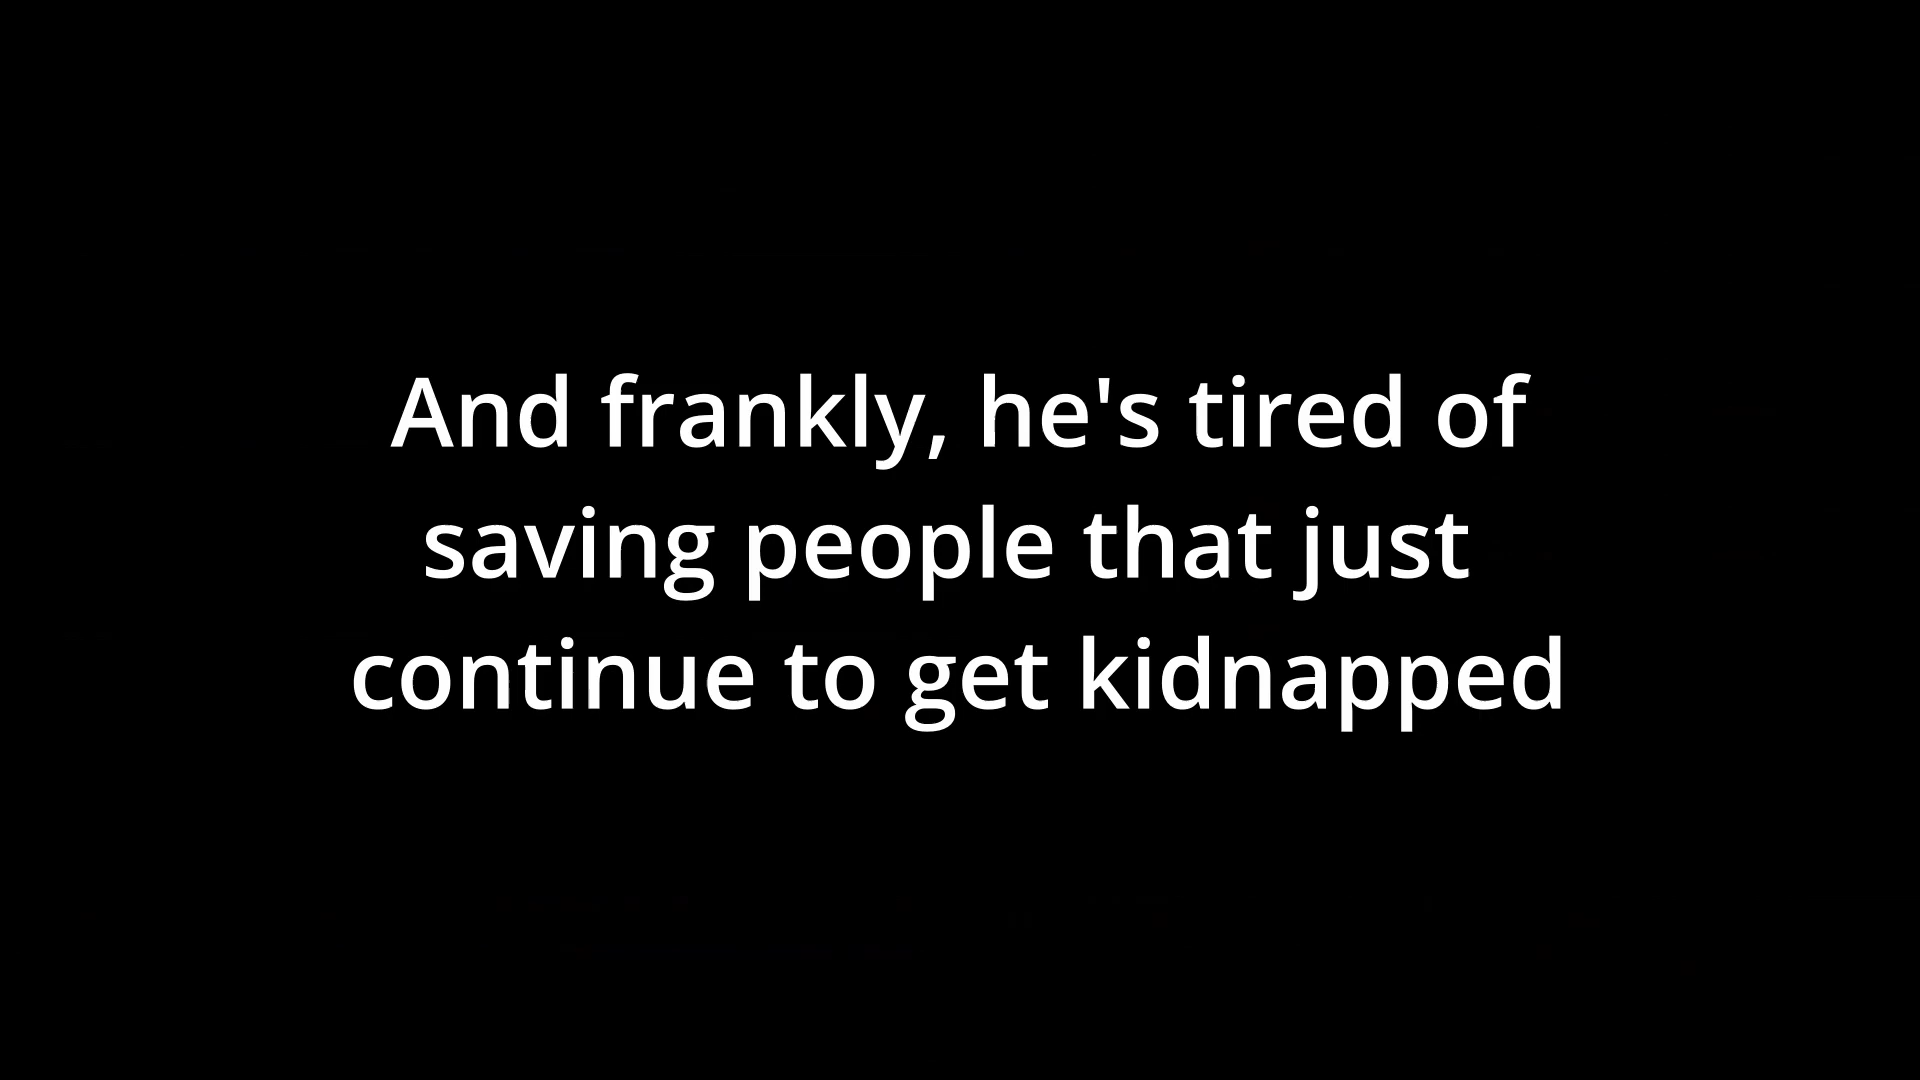 And frankly, he's tired of
saving people that just
continue to get kidnapped